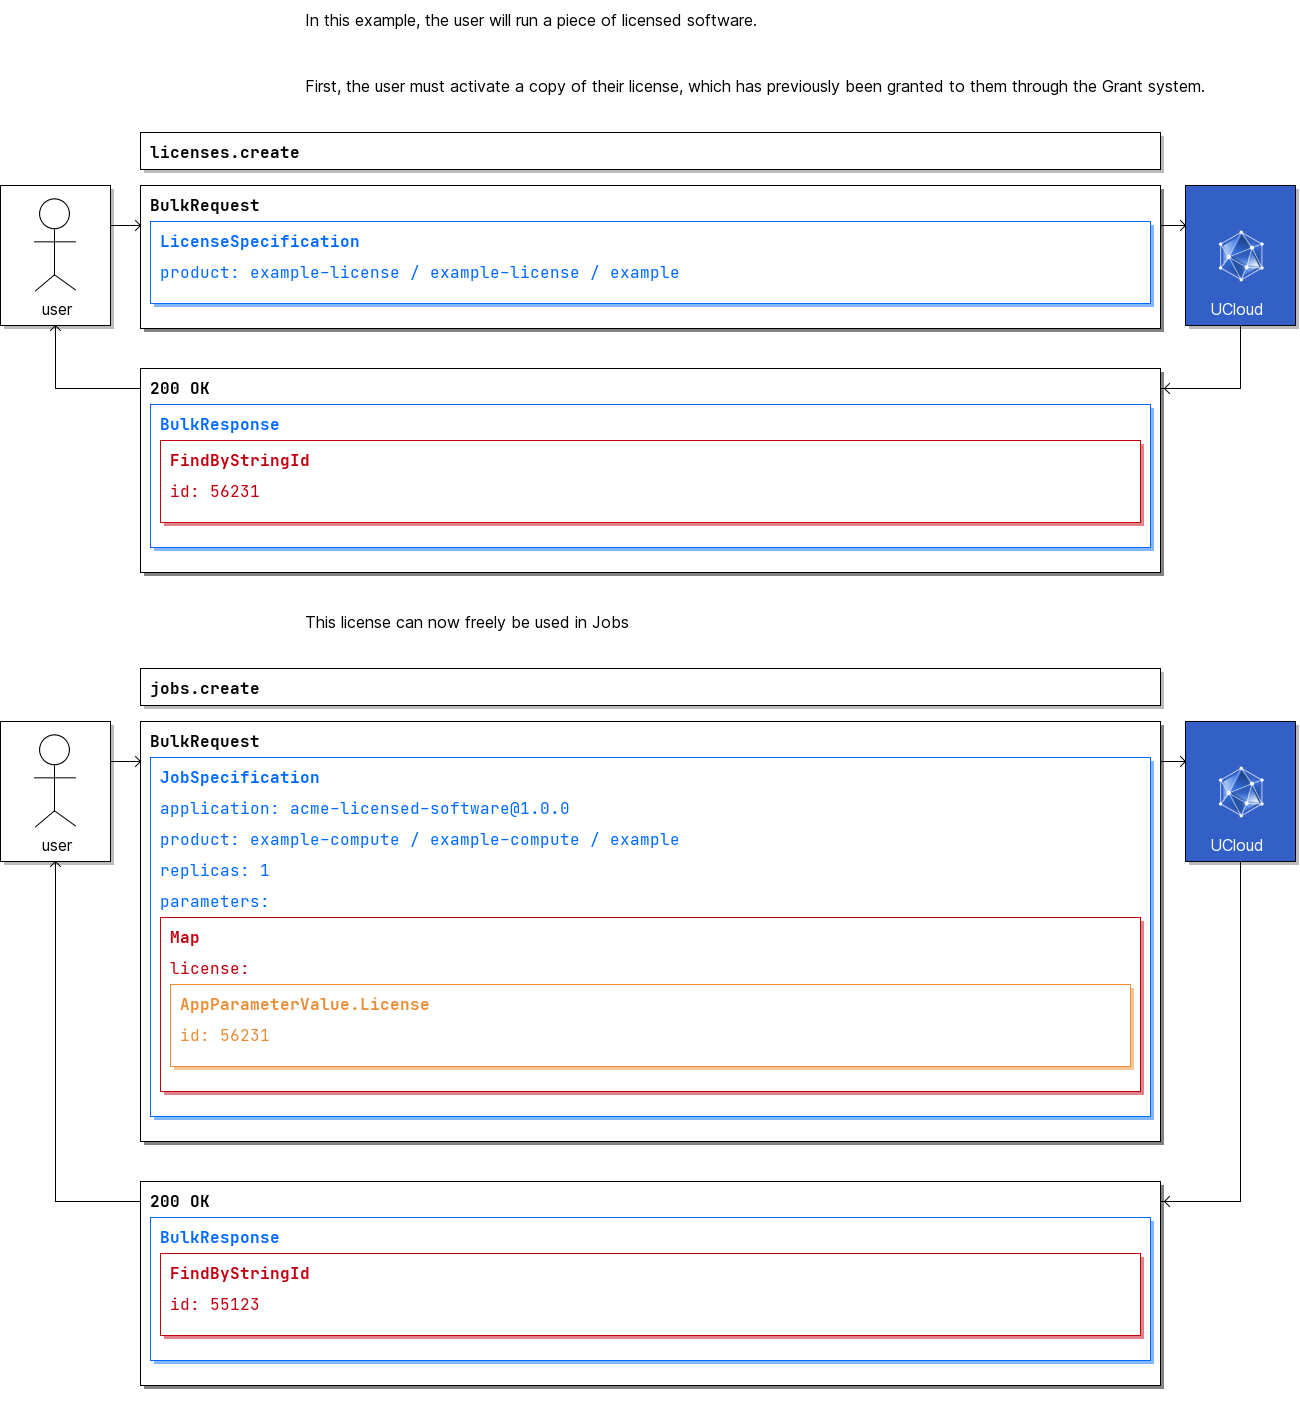 In this example, the user will run a piece of licensed software.
First, the user must activate a copy of their license, which has previously been granted to them through the Grant system.
licenses.create
BulkRequest
LicenseSpecification
product: example-license / example-license / example
user
UCloud
200 OK
BulkResponse
FindByStringId
id: 56231
This license can now freely be used in Jobs
jobs.create
BulkRequest
JobSpecification
application: acme-licensed-software@1.0.0
product: example-compute / example-compute / example
user
UCloud
replicas: 1
parameters:
Map
license:
AppParameterValue.License
id: 56231
200 OK
BulkResponse
FindByStringId
id: 55123